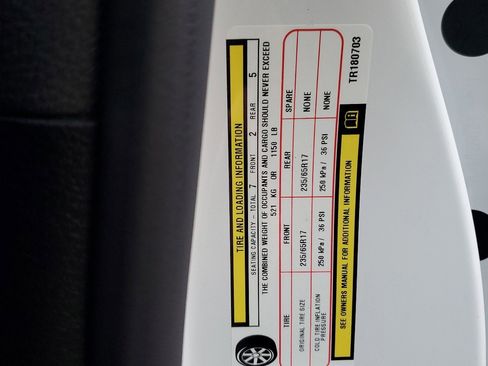 TIRE AND LOADING INFORMATION
SEATING CAPACITY - TOTAL 7 FRONT 2 REAR 5
THE COMBINED WEIGHT OF OCCUPANTS AND CARGO SHOULD NEVER EXCEED
521 KG OR 1150 LB
TIRE FRONT REAR SPARE
ORIGINAL TIRE SIZE 235/65R17 235/65R17 NONE
COLD TIRE INFLATION
PRESSURE 250 kPa / 36 PSI 250 kPa / 36 PSI NONE
SEE OWNERS MANUAL FOR ADDITIONAL INFORMATION
TR180703